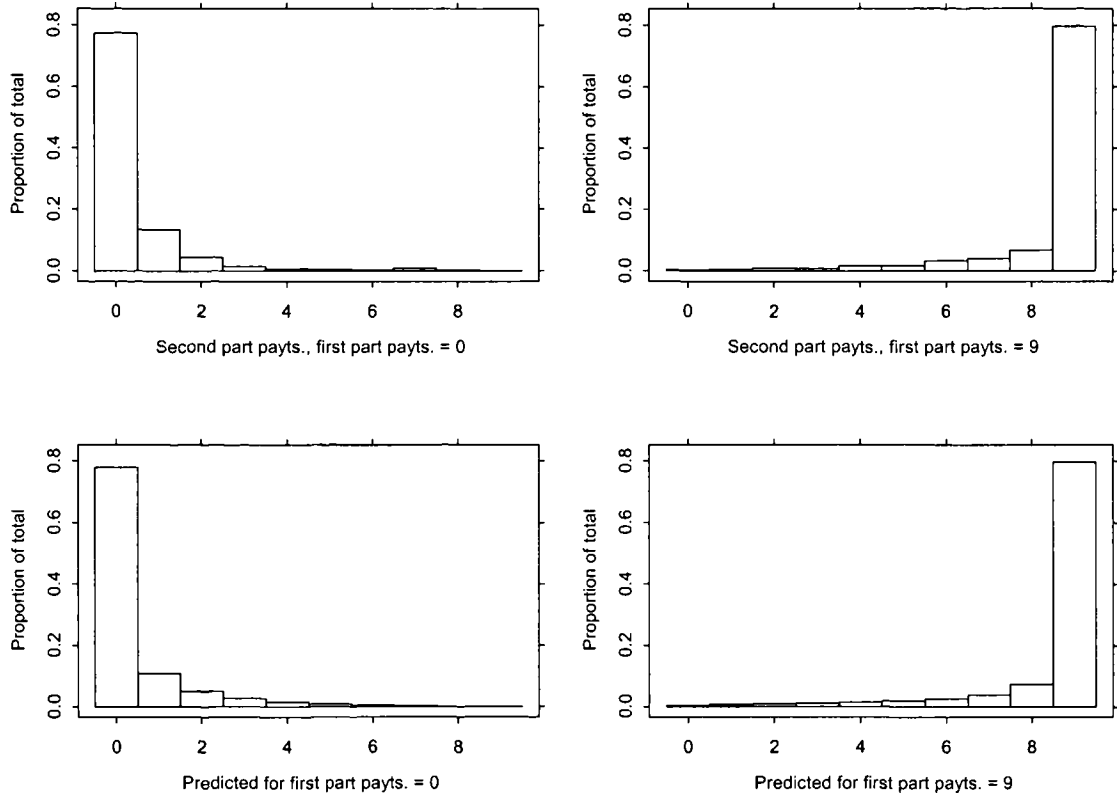 Proportion of total
0.0 0.2 0.4 0.6 0.8
0 2 4 6 8
Second part payts., first part payts. = 0
Proportion of total
0.0 0.2 0.4 0.6 0.8
0 2 4 6 8
Second part payts., first part payts. = 9
Proportion of total
0.0 0.2 0.4 0.6 0.8
0 2 4 6 8
Predicted for first part payts. = 0
Proportion of total
0.0 0.2 0.4 0.6 0.8
0 2 4 6 8
Predicted for first part payts. = 9